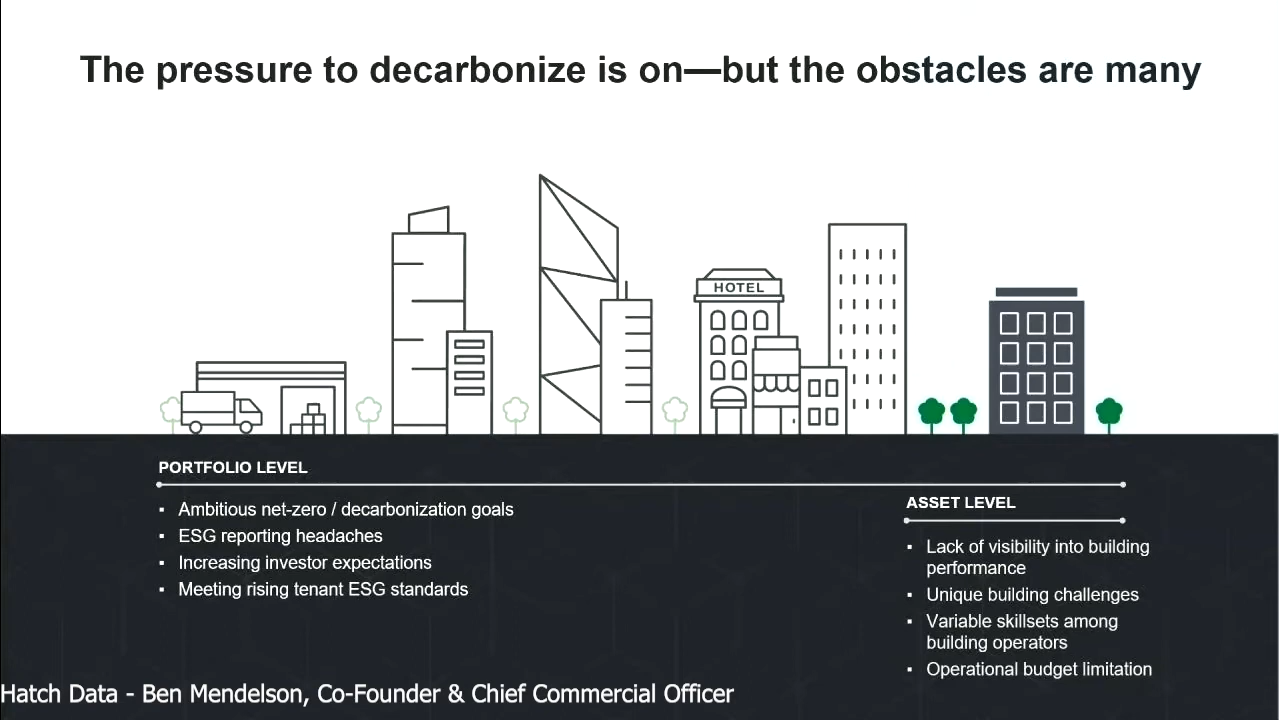 The pressure to decarbonize is on—but the obstacles are many
HOTEL
PORTFOLIO LEVEL
▪ Ambitious net-zero / decarbonization goals
▪ ESG reporting headaches
▪ Increasing investor expectations
▪ Meeting rising tenant ESG standards
ASSET LEVEL
▪ Lack of visibility into building
performance
▪ Unique building challenges
▪ Variable skillsets among
building operators
▪ Operational budget limitation
Hatch Data - Ben Mendelson, Co-Founder & Chief Commercial Officer